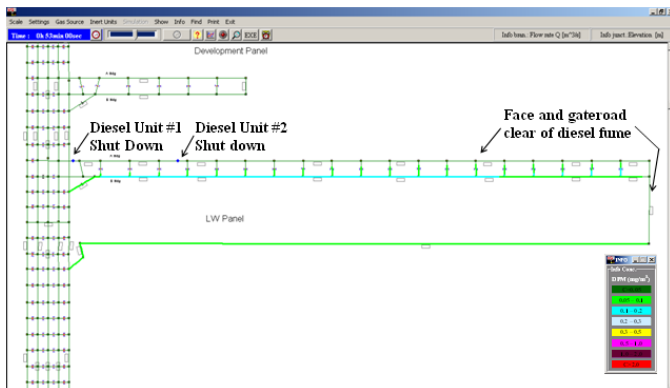 Scale Settings Gas Source Inert Units Simulation Show Info Find Print Exit
Time : 0h 53min 00sec
Info bran.. Flow rate Q [m^3/s] Info junct..Elevation. [m]
Development Panel
Diesel Unit #1
Shut Down
Diesel Unit #2
Shut down
Face and gateroad
clear of diesel fume
LW Panel
INFO
Info Conc.
DPM (mg/m³)
0.05 - 0.1
0.1 - 0.2
0.2 - 0.3
0.3 - 0.5